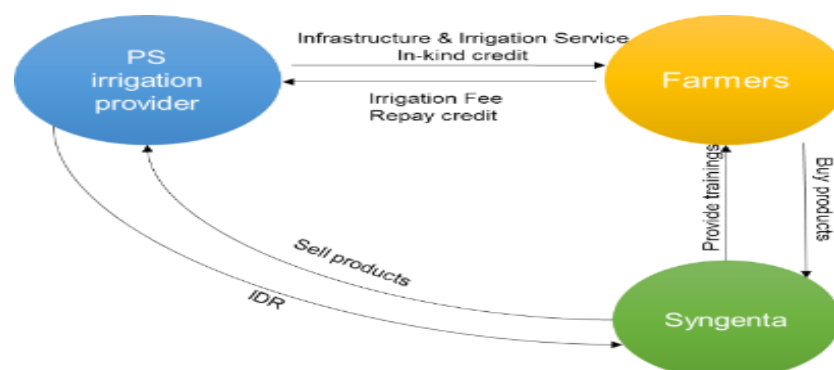 PS
irrigation
provider
Infrastructure & Irrigation Service
In-kind credit
Irrigation Fee
Repay credit
Farmers
Provide trainings
Buy products
Sell products
IDR
Syngenta